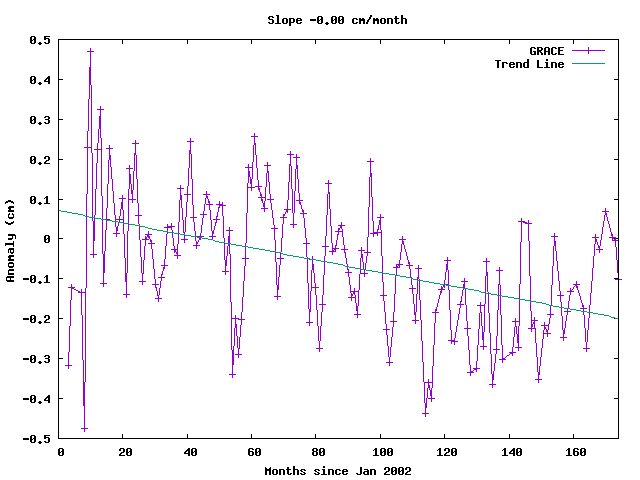 Slope -0.00 cm/month
0.5
0.4
0.3
0.2
0.1
0
-0.1
-0.2
-0.3
-0.4
-0.5
Anomaly (cm)
GRACE
Trend Line
0 20 40 60 80 100 120 140 160
Months since Jan 2002